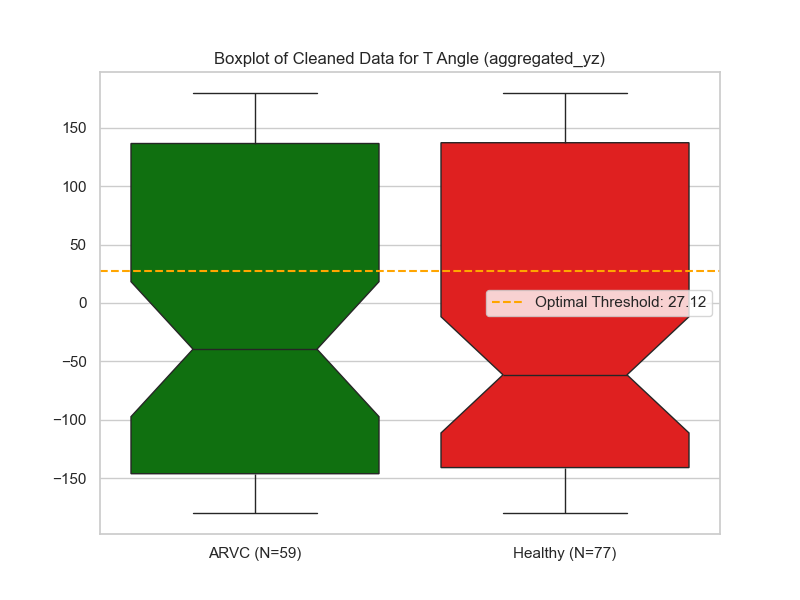 Boxplot of Cleaned Data for T Angle (aggregated_yz)
150
100
50
0
−50
−100
−150
Optimal Threshold: 27.12
ARVC (N=59)
Healthy (N=77)